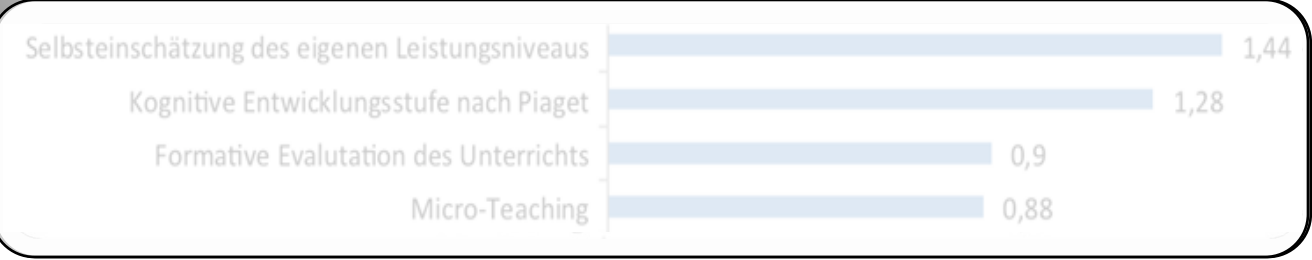 Selbsteinschätzung des eigenen Leistungsniveaus 1,44
Kognitive Entwicklungsstufe nach Piaget 1,28
Formative Evalutation des Unterrichts 0,9
Micro-Teaching 0,88